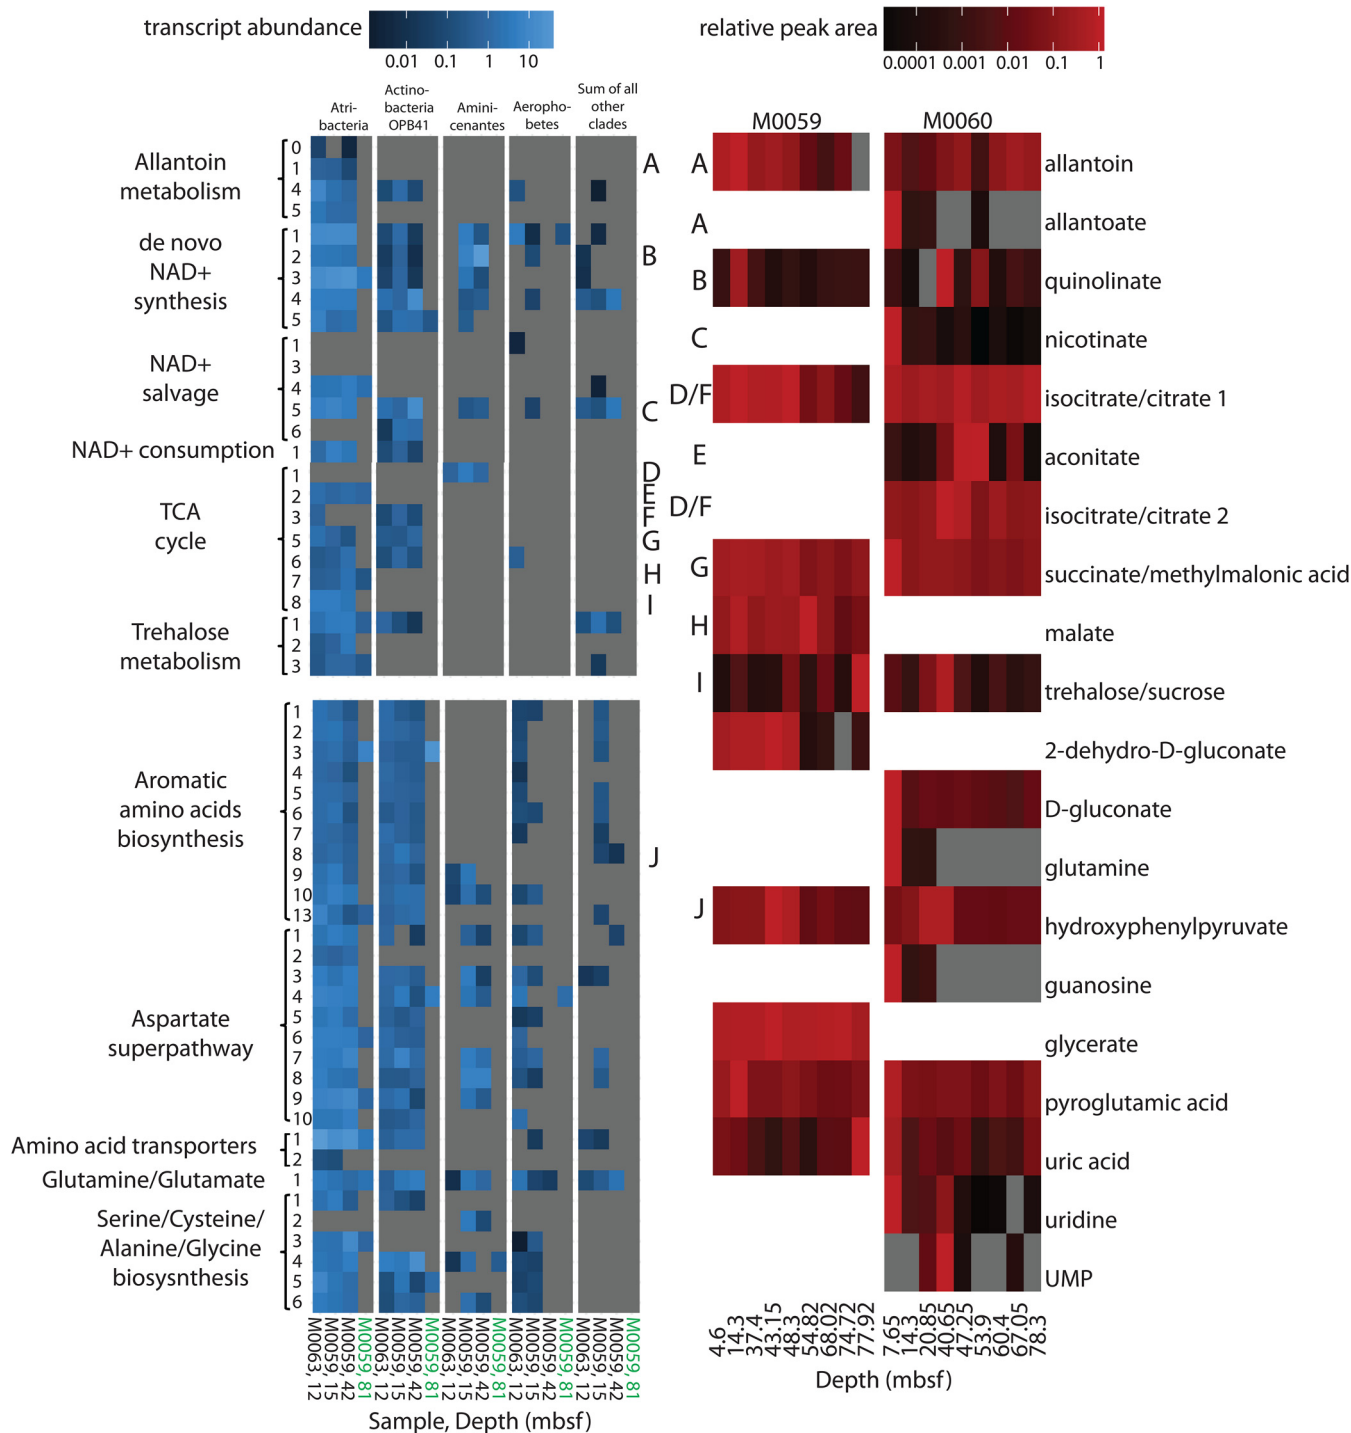 transcript abundance
0.01 0.1 1 10
relative peak area
0.0001 0.001 0.01 0.1 1
Atri-
bacteria
Actino-
bacteria
OPB41
Amini-
cenantes
Aeropho-
betes
Sum of all
other
clades
Allantoin
metabolism
0
1
4
5
de novo
NAD+
synthesis
1
2
3
4
5
NAD+
salvage
1
3
4
5
6
NAD+ consumption
1
TCA
cycle
1
2
3
5
6
7
8
Trehalose
metabolism
1
2
3
A
B
C
D
E
F
G
H
I
Aromatic
amino acids
biosynthesis
1
2
3
4
5
6
7
8
9
10
13
J
Aspartate
superpathway
1
2
3
4
5
6
7
8
9
10
Amino acid transporters
1
2
Glutamine/Glutamate
1
Serine/Cysteine/
Alanine/Glycine
biosysnthesis
1
2
3
4
5
6
M0063, 12
M0059, 15
M0059, 42
M0059, 81
M0063, 12
M0059, 15
M0059, 42
M0059, 81
M0063, 12
M0059, 15
M0059, 42
M0059, 81
M0063, 12
M0059, 15
M0059, 42
M0059, 81
M0063, 12
M0059, 15
M0059, 42
M0059, 81
Sample, Depth (mbsf)
M0059
M0060
A
allantoin
A
allantoate
B
quinolinate
C
nicotinate
D/F
isocitrate/citrate 1
E
aconitate
D/F
isocitrate/citrate 2
G
succinate/methylmalonic acid
H
malate
I
trehalose/sucrose
2-dehydro-D-gluconate
D-gluconate
glutamine
J
hydroxyphenylpyruvate
guanosine
glycerate
pyroglutamic acid
uric acid
uridine
UMP
4.6
14.3
37.4
43.15
48.3
54.82
68.02
74.72
77.92
7.65
14.3
20.85
40.65
47.25
53.9
60.4
67.05
78.3
Depth (mbsf)